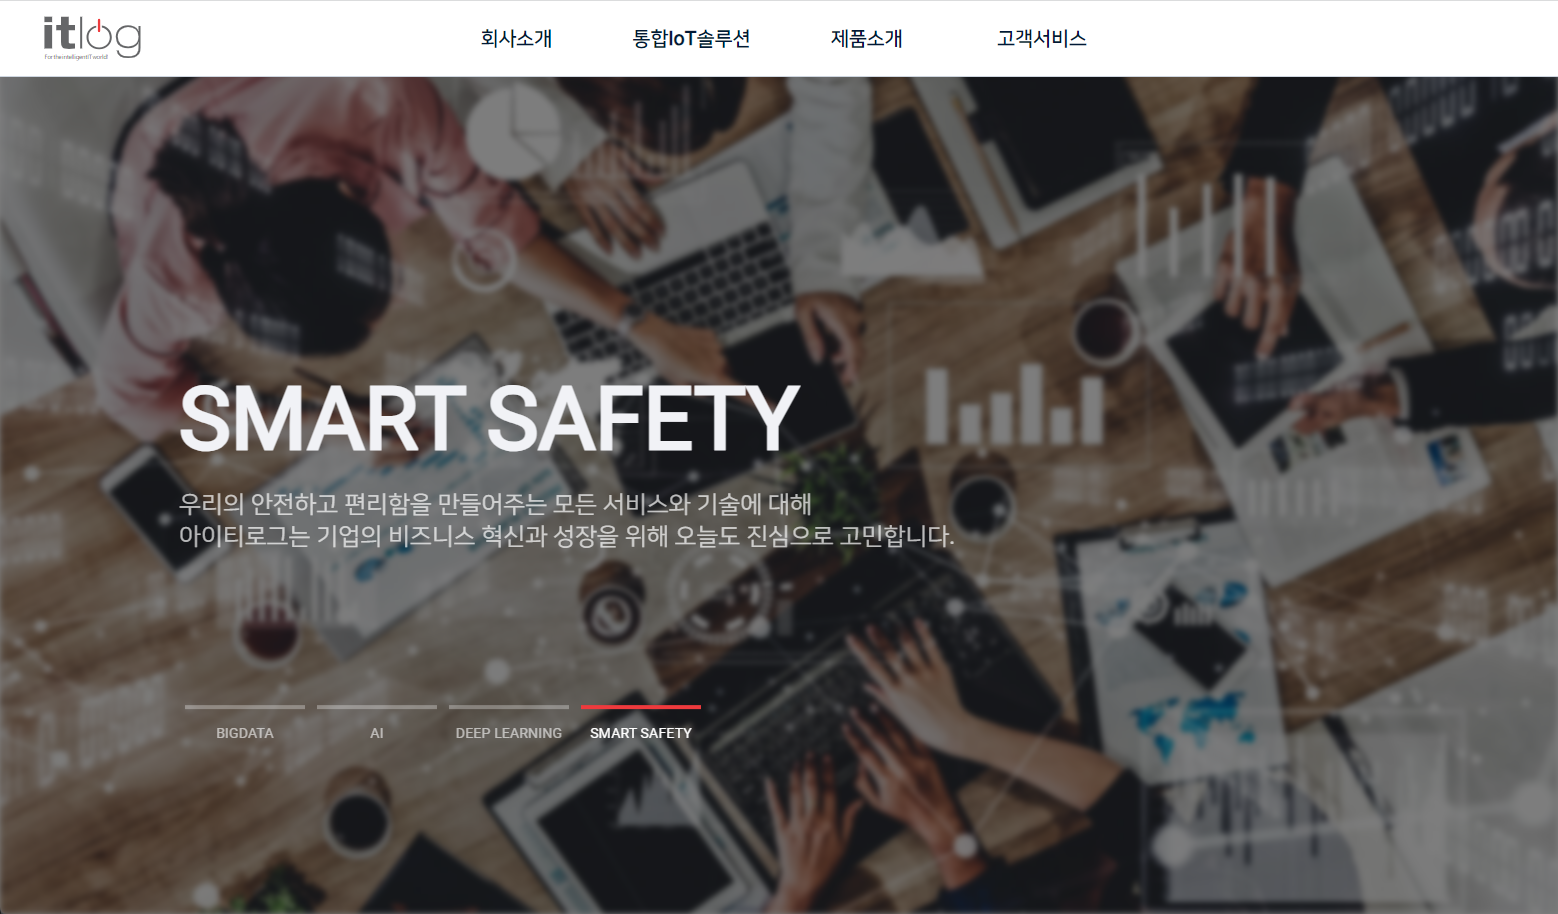 itlog
For the intelligent IT world!
회사소개 통합IoT솔루션 제품소개 고객서비스
SMART SAFETY
우리의 안전하고 편리함을 만들어주는 모든 서비스와 기술에 대해
아이티로그는 기업의 비즈니스 혁신과 성장을 위해 오늘도 진심으로 고민합니다.
BIGDATA AI DEEP LEARNING SMART SAFETY